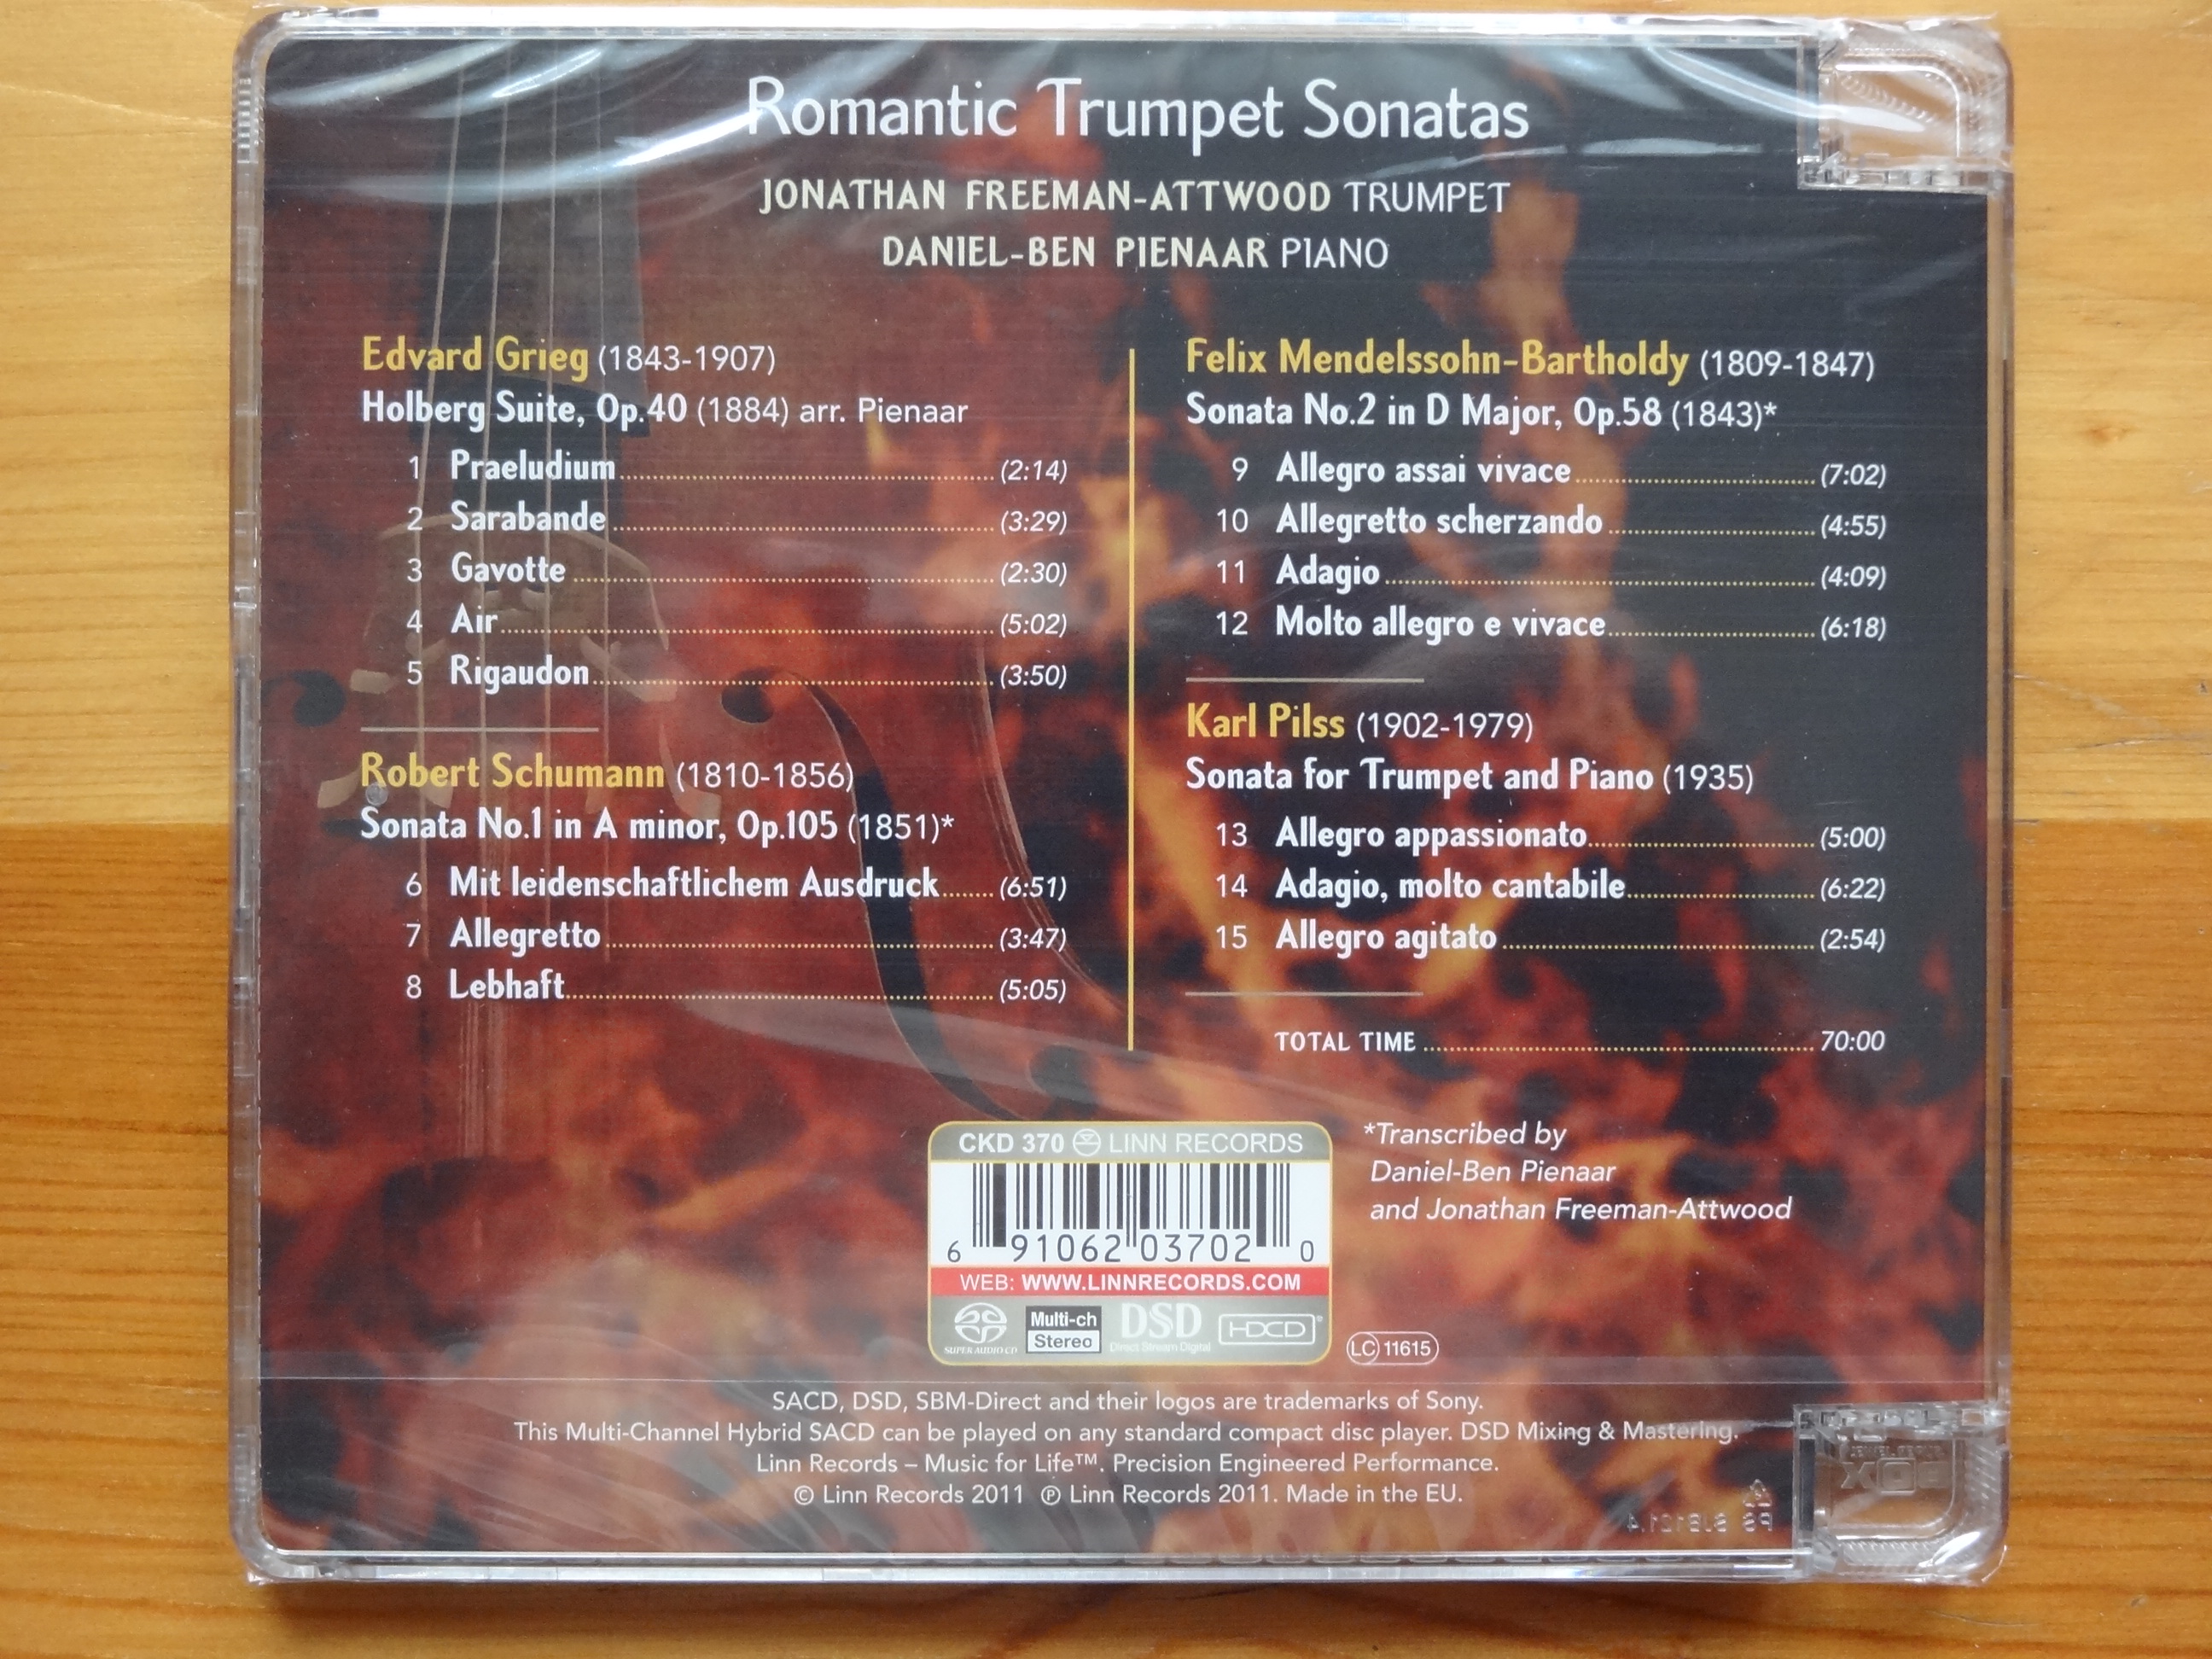 Romantic Trumpet Sonatas
JONATHAN FREEMAN-ATTWOOD TRUMPET
DANIEL-BEN PIENAAR PIANO
Edvard Grieg (1843-1907)
Holberg Suite, Op.40 (1884) arr. Pienaar
1 Praeludium (2:14)
2 Sarabande (3:29)
3 Gavotte (2:30)
4 Air (5:02)
5 Rigaudon (3:50)
Robert Schumann (1810-1856)
Sonata No.1 in A minor, Op.105 (1851)*
6 Mit leidenschaftlichem Ausdruck (6:51)
7 Allegretto (3:47)
8 Lebhaft (5:05)
Felix Mendelssohn-Bartholdy (1809-1847)
Sonata No.2 in D Major, Op.58 (1843)*
9 Allegro assai vivace (7:02)
10 Allegretto scherzando (4:55)
11 Adagio (4:09)
12 Molto allegro e vivace (6:18)
Karl Pilss (1902-1979)
Sonata for Trumpet and Piano (1935)
13 Allegro appassionato (5:00)
14 Adagio, molto cantabile (6:22)
15 Allegro agitato (2:54)
TOTAL TIME 70:00
*Transcribed by
Daniel-Ben Pienaar
and Jonathan Freeman-Attwood
CKD 370 LINN RECORDS
6 91062 03702 0
WEB: WWW.LINNRECORDS.COM
SUPER AUDIO CD
Multi-ch
Stereo
DSD
Direct Stream Digital
HDCD
LC 11615
SACD, DSD, SBM-Direct and their logos are trademarks of Sony.
This Multi-Channel Hybrid SACD can be played on any standard compact disc player. DSD Mixing & Mastering.
Linn Records – Music for Life™. Precision Engineered Performance.
© Linn Records 2011 ℗ Linn Records 2011. Made in the EU.